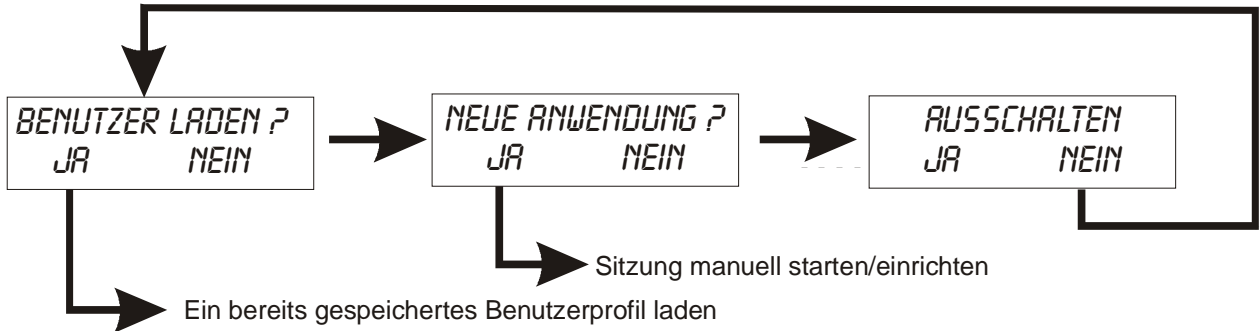 BENUTZER LADEN ?
JA NEIN
NEUE ANWENDUNG ?
JA NEIN
AUSSCHALTEN
JA NEIN
Sitzung manuell starten/einrichten
Ein bereits gespeichertes Benutzerprofil laden